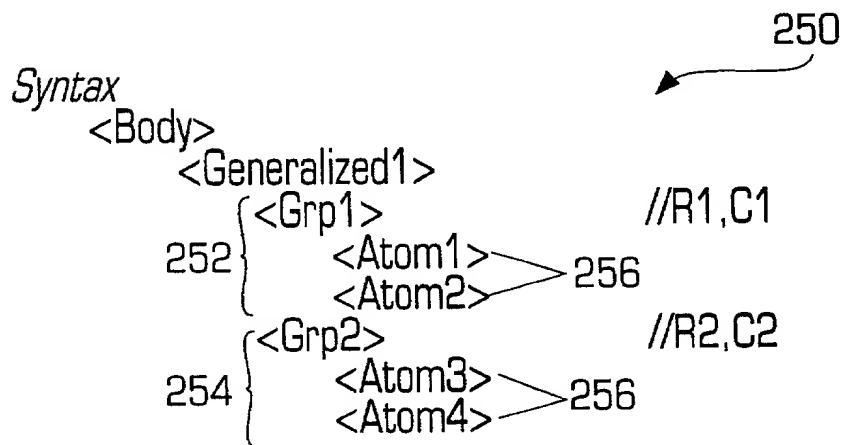 250
Syntax
<Body>
<Generalized1>
<Grp1> //R1,C1
252 <Atom1> 256
<Atom2>
<Grp2> //R2,C2
254 <Atom3> 256
<Atom4>